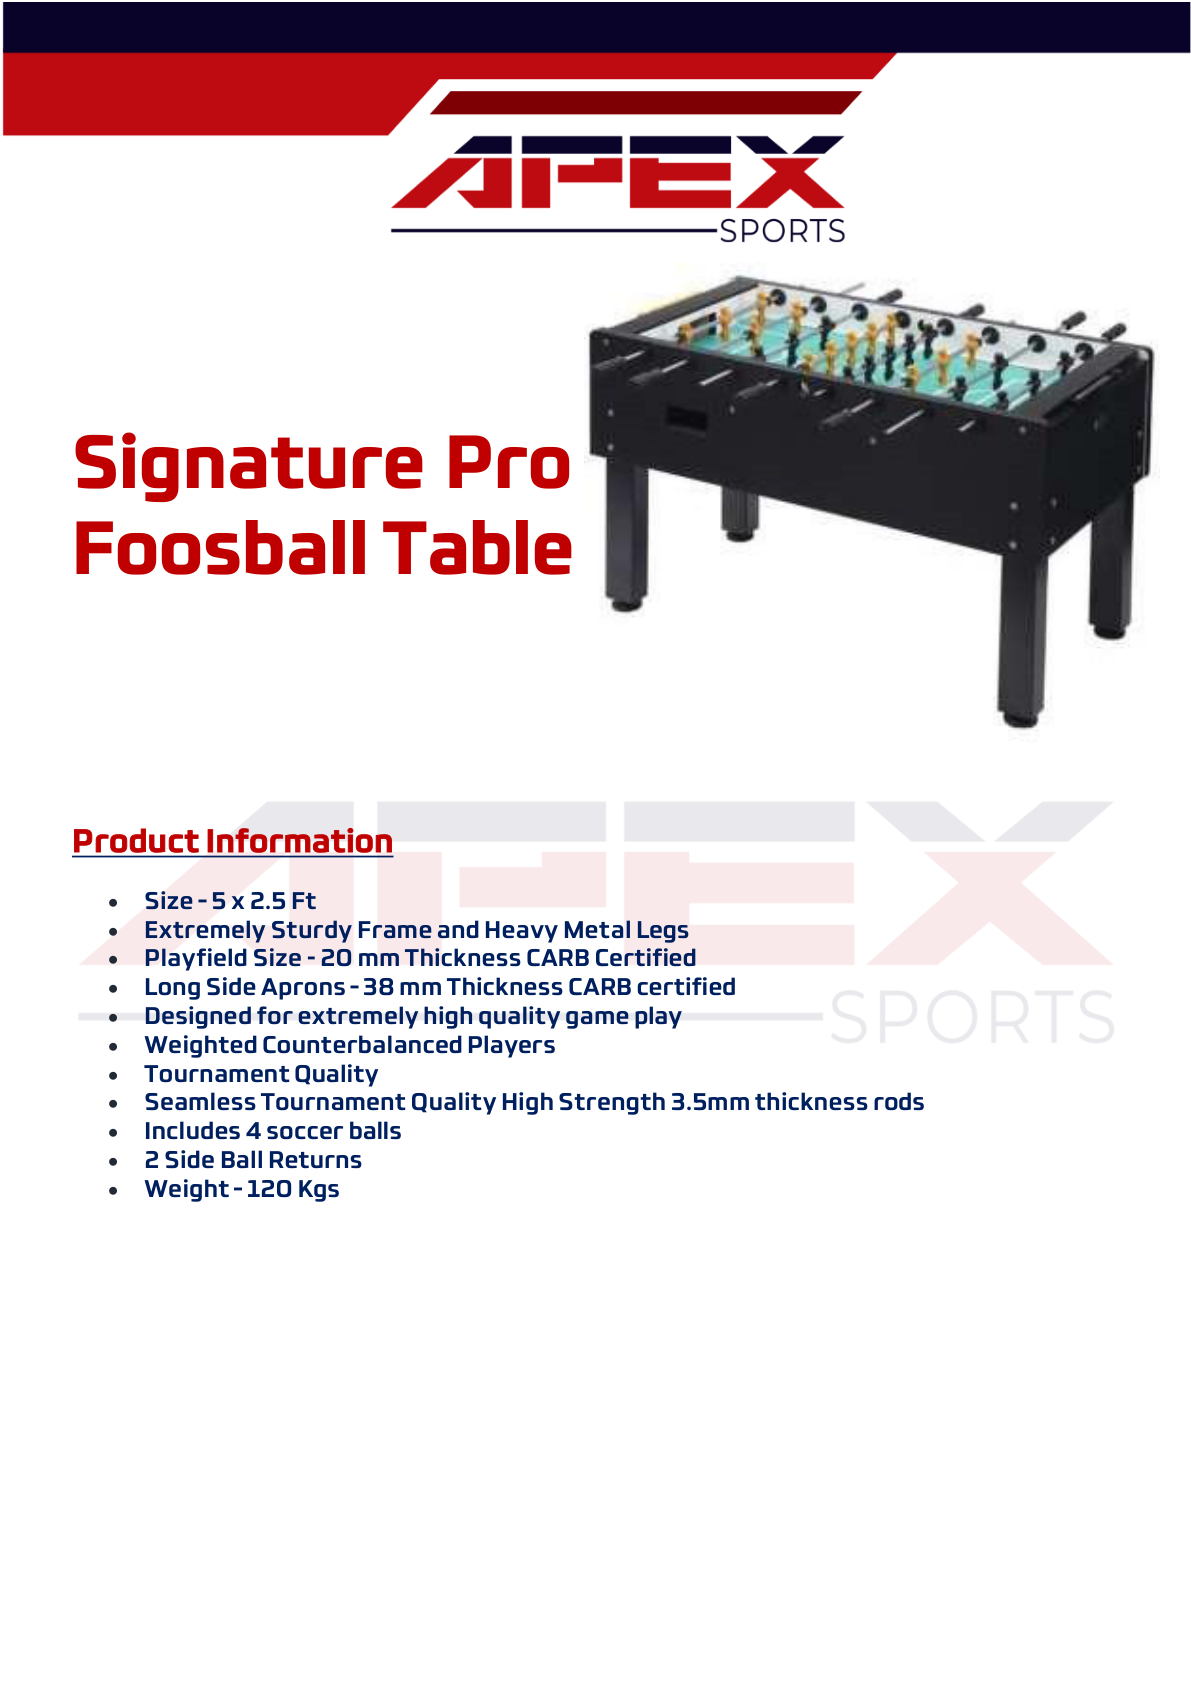 APEX
SPORTS
Signature Pro
Foosball Table
Product Information
APEX
SPORTS
• Size - 5 x 2.5 Ft
• Extremely Sturdy Frame and Heavy Metal Legs
• Playfield Size - 20 mm Thickness CARB Certified
• Long Side Aprons - 38 mm Thickness CARB certified
• Designed for extremely high quality game play
• Weighted Counterbalanced Players
• Tournament Quality
• Seamless Tournament Quality High Strength 3.5mm thickness rods
• Includes 4 soccer balls
• 2 Side Ball Returns
• Weight - 120 Kgs